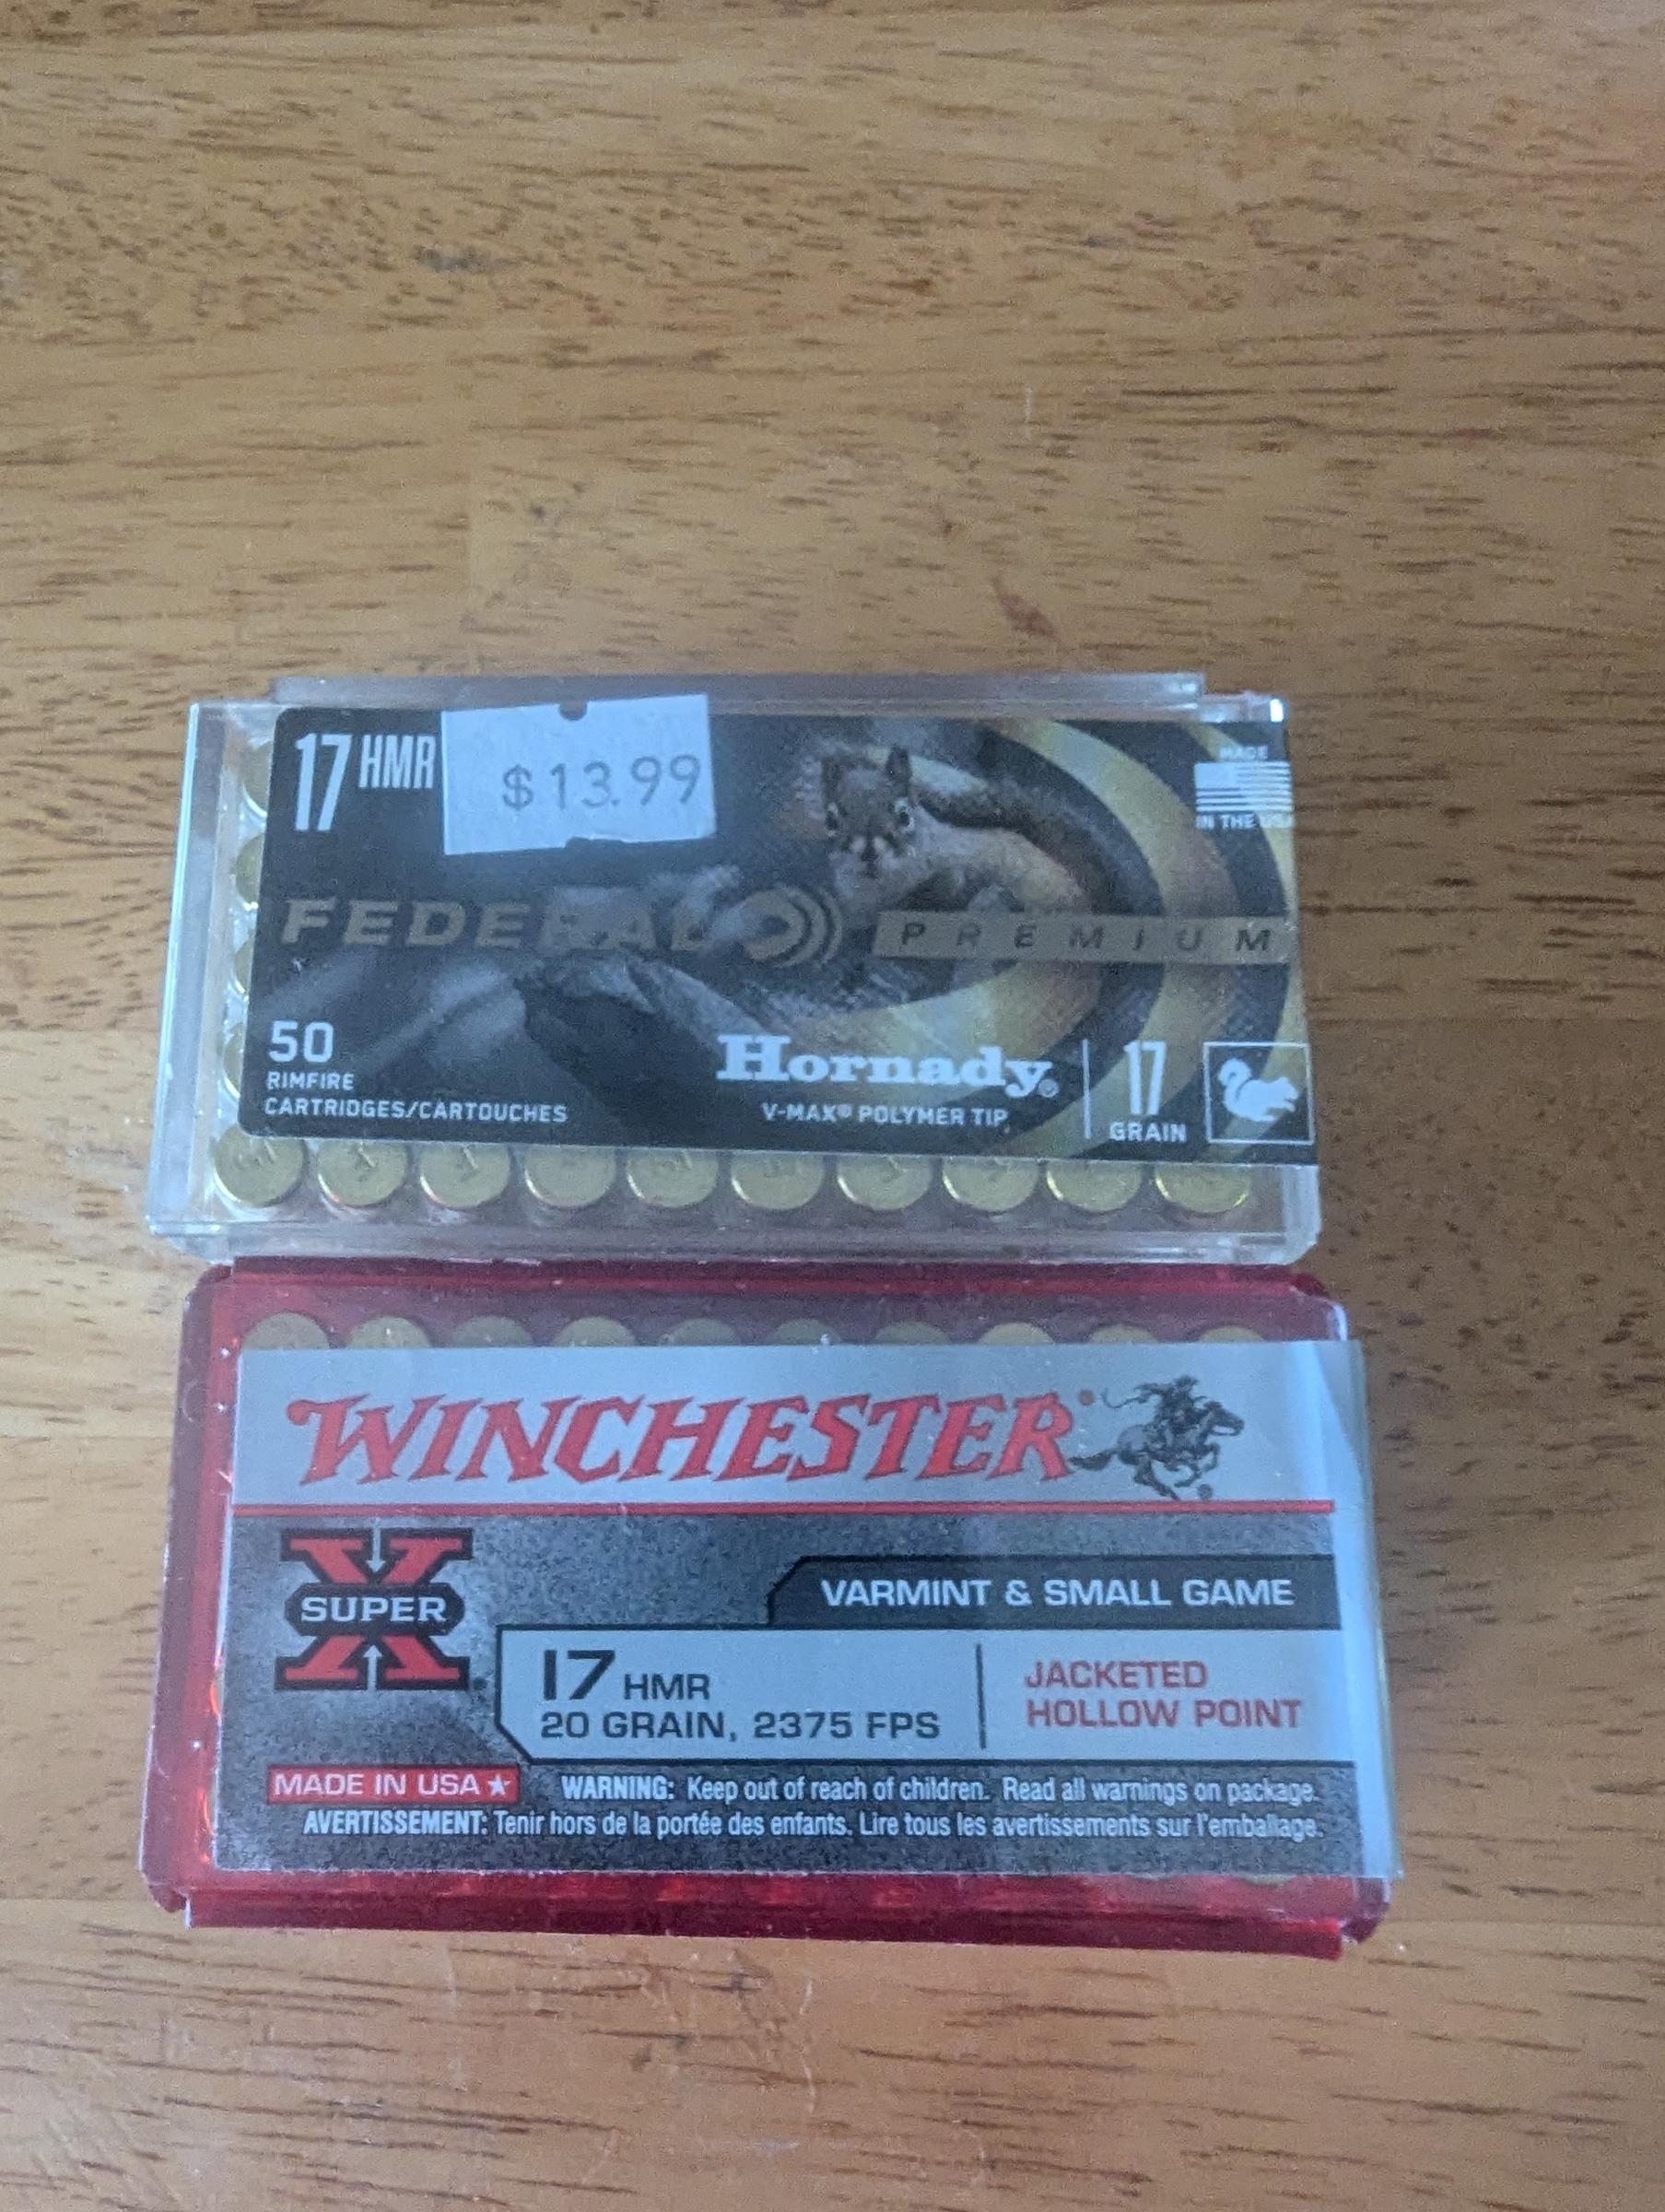 17 HMR
$13.99
MADE
IN THE USA
FEDERAL PREMIUM
50
RIMFIRE
CARTRIDGES/CARTOUCHES
Hornady®
V-MAX® POLYMER TIP
17
GRAIN
WINCHESTER®
SUPER X
VARMINT & SMALL GAME
17 HMR
20 GRAIN, 2375 FPS
JACKETED
HOLLOW POINT
MADE IN USA
WARNING: Keep out of reach of children. Read all warnings on package.
AVERTISSEMENT: Tenir hors de la portée des enfants. Lire tous les avertissements sur l'emballage.